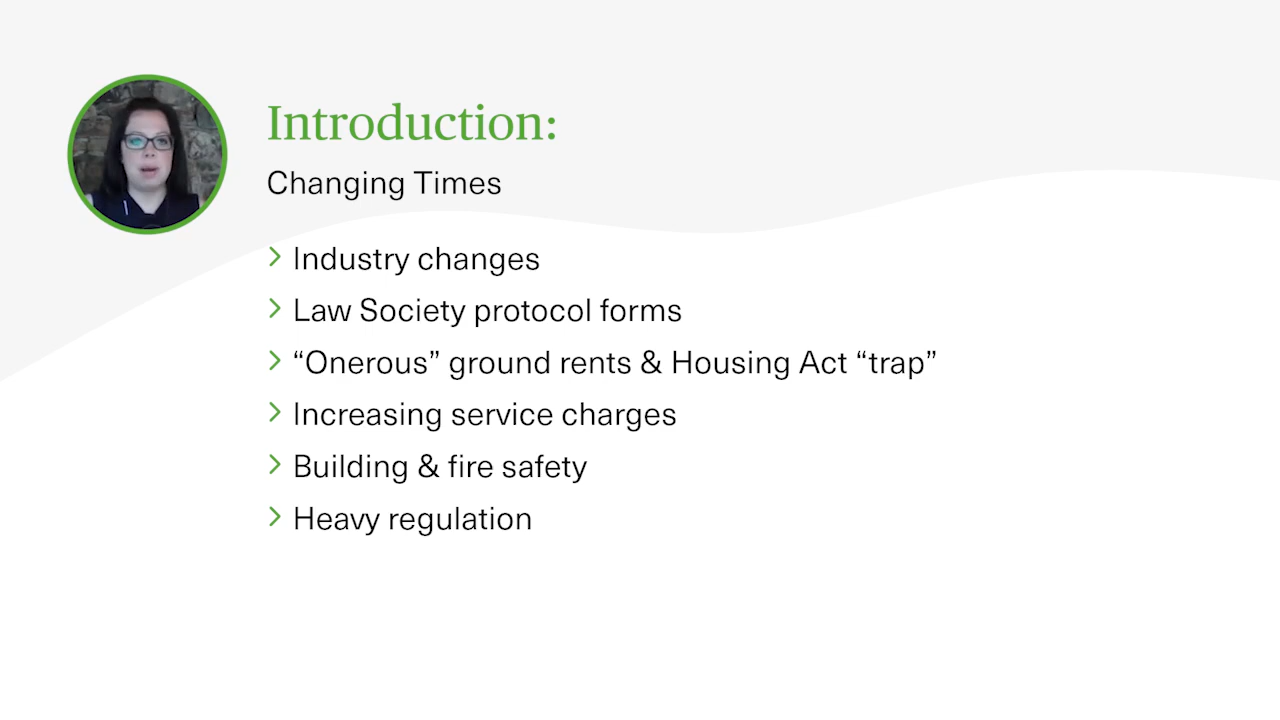 Introduction:
Changing Times
Industry changes
Law Society protocol forms
“Onerous” ground rents & Housing Act “trap”
Increasing service charges
Building & fire safety
Heavy regulation